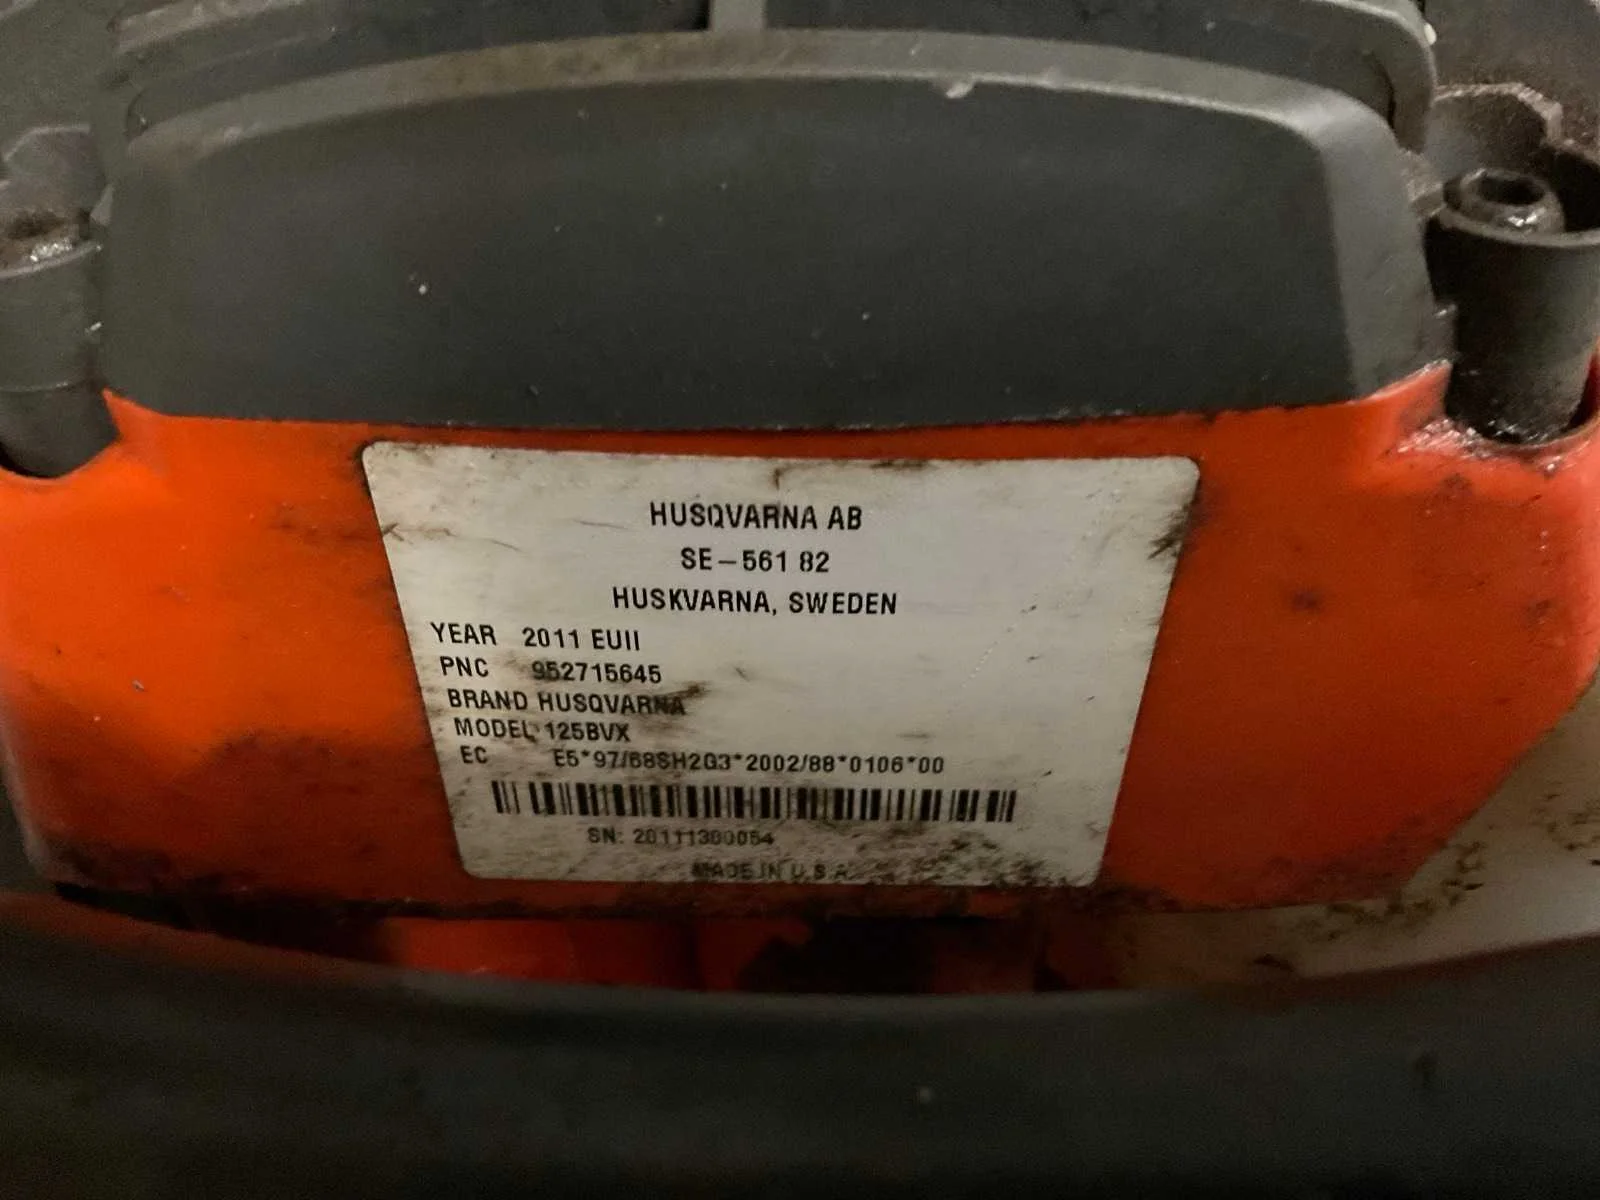 HUSQVARNA AB
SE-561 82
HUSKVARNA, SWEDEN
YEAR 2011 EUII
PNC 952715645
BRAND HUSQVARNA
MODEL 125BVX
EC E5*97/68SH2G3*2002/88*0106*00
SN: 20111300054
MADE IN U.S.A.